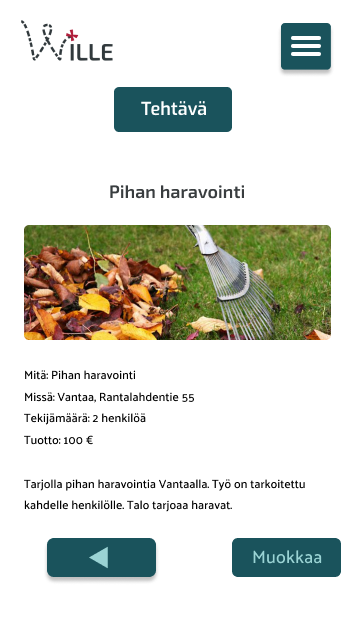 WILLE
Tehtävä
Pihan haravointi
Mitä: Pihan haravointi
Missä: Vantaa, Rantalahdentie 55
Tekijämäärä: 2 henkilöä
Tuotto: 100 €
Tarjolla pihan haravointia Vantaalla. Työ on tarkoitettu
kahdelle henkilölle. Talo tarjoaa haravat.
Muokkaa